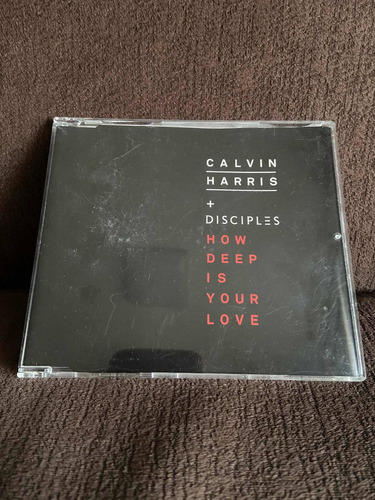 CALVIN
HARRIS
+
DISCIPLES
HOW
DEEP
IS
YOUR
LOVE